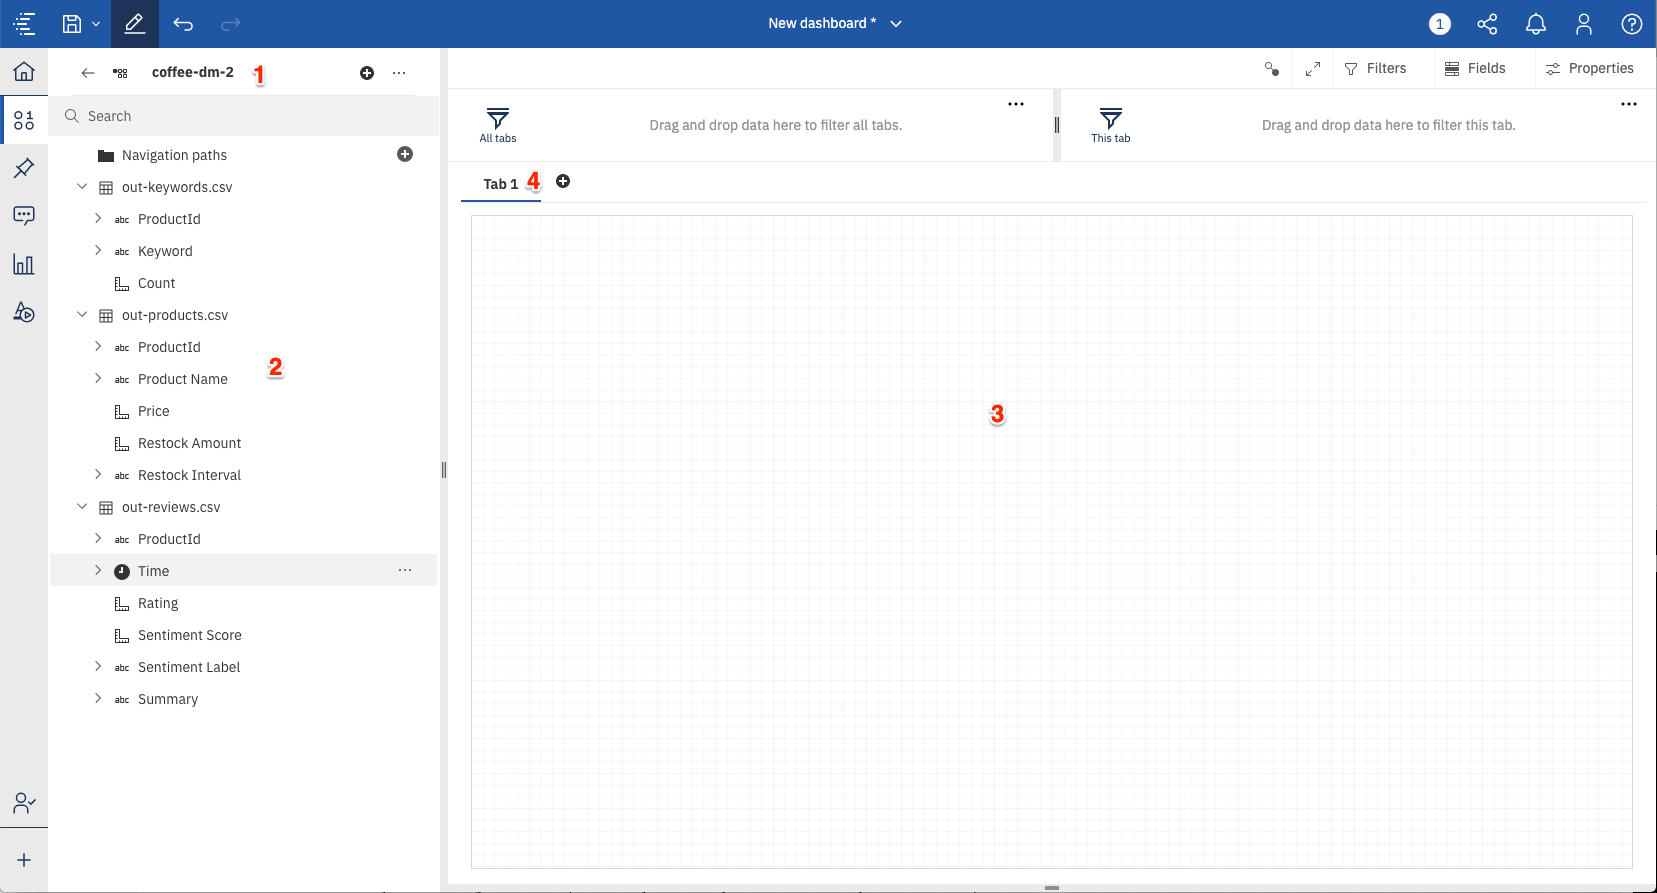 New dashboard *
1
coffee-dm-2 1
Filters
Fields
Properties
Search
All tabs
Drag and drop data here to filter all tabs.
This tab
Drag and drop data here to filter this tab.
Tab 1 4
Navigation paths
out-keywords.csv
abc ProductId
abc Keyword
Count
out-products.csv
abc ProductId
2
abc Product Name
Price
Restock Amount
abc Restock Interval
out-reviews.csv
abc ProductId
Time
Rating
Sentiment Score
abc Sentiment Label
abc Summary
3